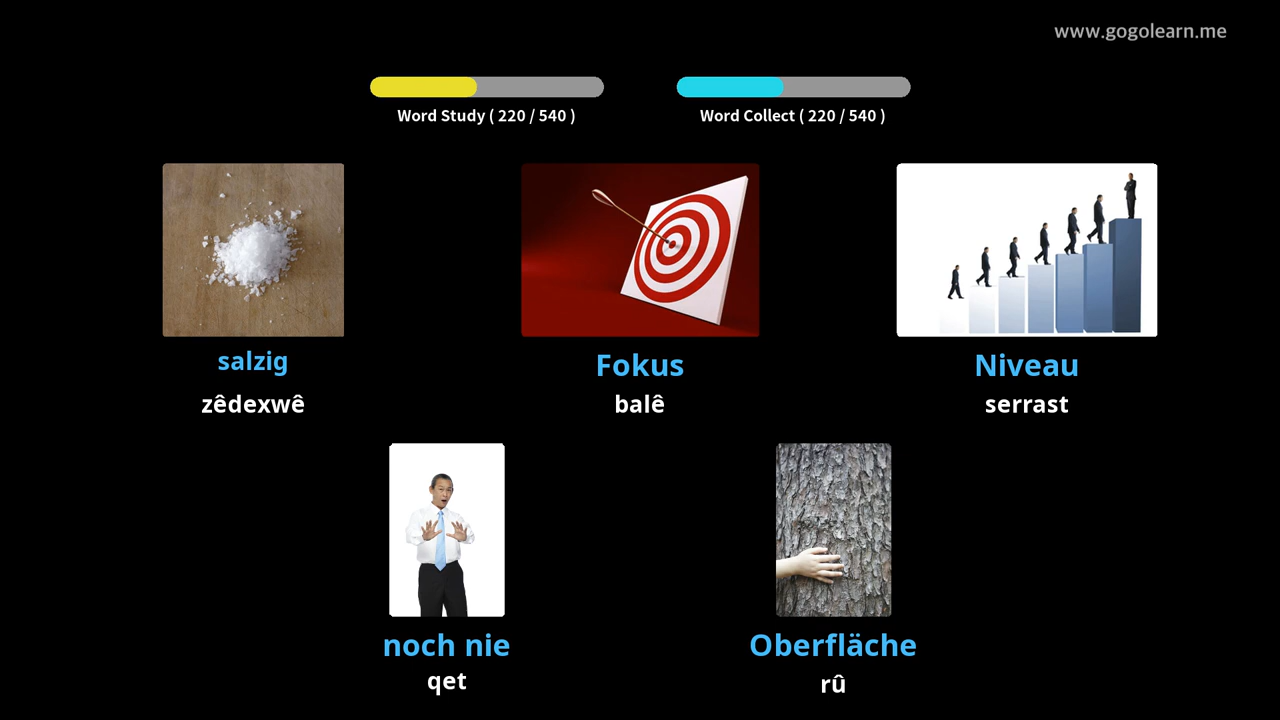 www.gogolearn.me
Word Study ( 220 / 540 )
Word Collect ( 220 / 540 )
salzig
Fokus
Niveau
zêdexwê
balê
serrast
noch nie
Oberfläche
qet
rû